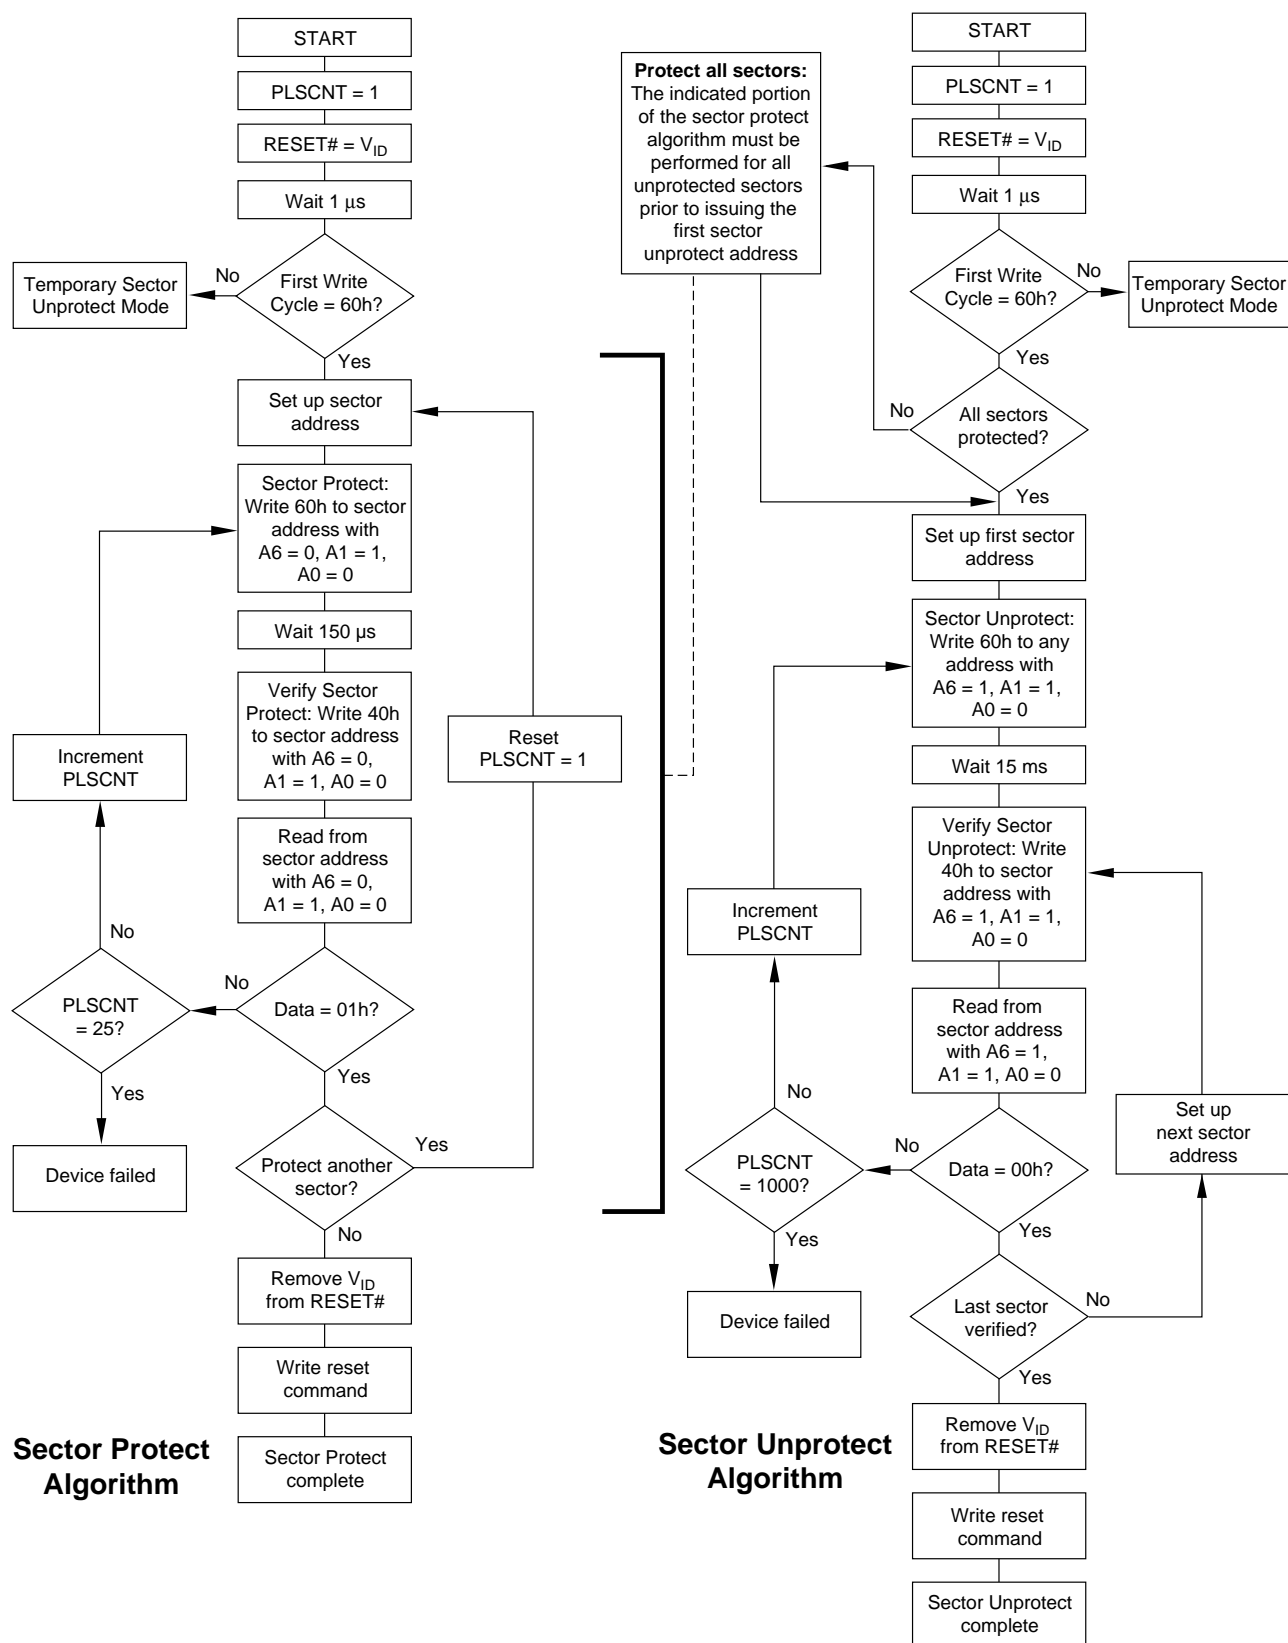 START
PLSCNT = 1
RESET# = VID
Wait 1 μs
First Write
Cycle = 60h?
No
Temporary Sector
Unprotect Mode
Yes
Set up sector
address
Sector Protect:
Write 60h to sector
address with
A6 = 0, A1 = 1,
A0 = 0
Wait 150 µs
Verify Sector
Protect: Write 40h
to sector address
with A6 = 0,
A1 = 1, A0 = 0
Increment
PLSCNT
Reset
PLSCNT = 1
Read from
sector address
with A6 = 0,
A1 = 1, A0 = 0
No
No
PLSCNT
= 25?
Data = 01h?
Yes
Yes
Device failed
Protect another
sector?
Yes
No
Remove VID
from RESET#
Write reset
command
Sector Protect
complete
Sector Protect
Algorithm
Protect all sectors:
The indicated portion
of the sector protect
algorithm must be
performed for all
unprotected sectors
prior to issuing the
first sector
unprotect address
START
PLSCNT = 1
RESET# = VID
Wait 1 μs
First Write
Cycle = 60h?
No
Temporary Sector
Unprotect Mode
Yes
No
All sectors
protected?
Yes
Set up first sector
address
Sector Unprotect:
Write 60h to any
address with
A6 = 1, A1 = 1,
A0 = 0
Wait 15 ms
Verify Sector
Unprotect: Write
40h to sector
address with
A6 = 1, A1 = 1,
A0 = 0
Increment
PLSCNT
Read from
sector address
with A6 = 1,
A1 = 1, A0 = 0
No
Set up
next sector
address
No
PLSCNT
= 1000?
Data = 00h?
Yes
Yes
Device failed
Last sector
verified?
No
Yes
Remove VID
from RESET#
Write reset
command
Sector Unprotect
complete
Sector Unprotect
Algorithm